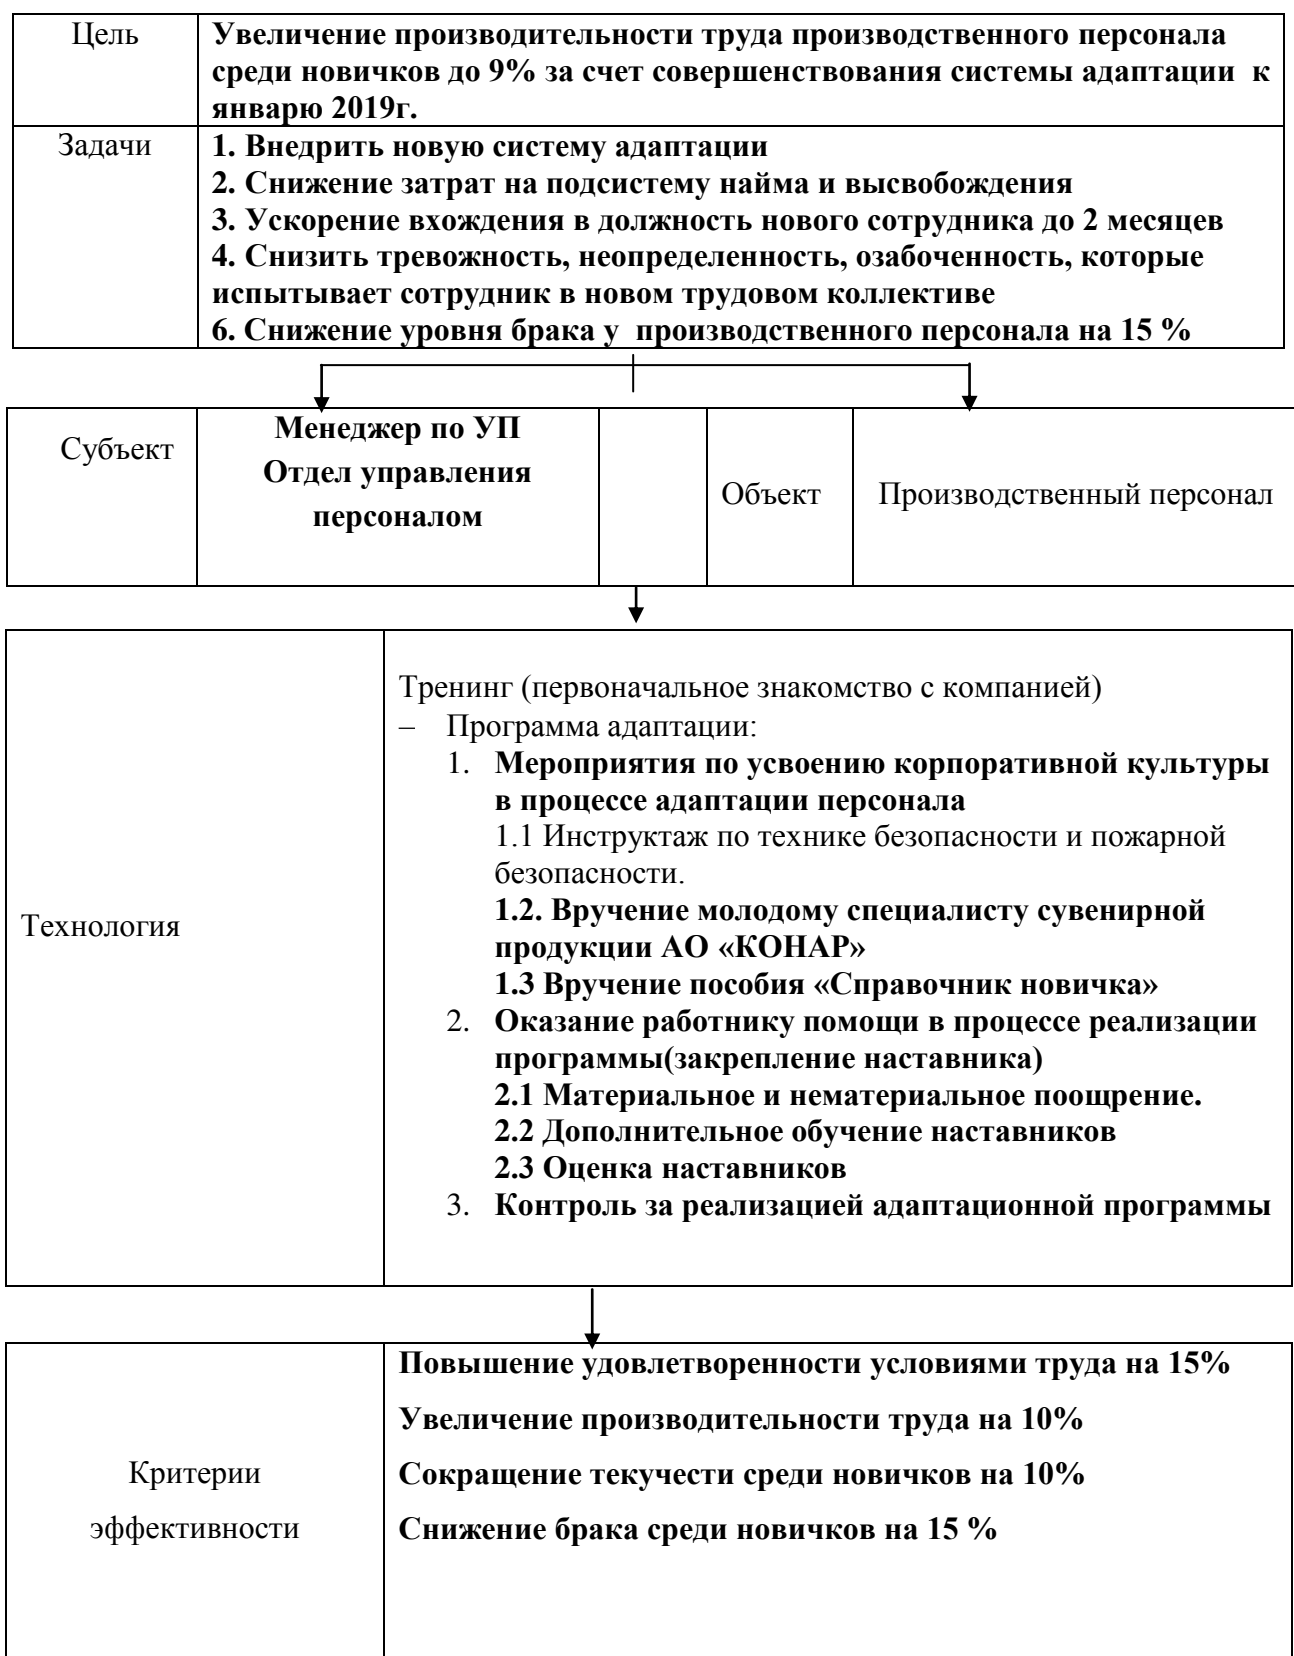 Цель
Увеличение производительности труда производственного персонала
среди новичков до 9% за счет совершенствования системы адаптации к
январю 2019г.
Задачи
1. Внедрить новую систему адаптации
2. Снижение затрат на подсистему найма и высвобождения
3. Ускорение вхождения в должность нового сотрудника до 2 месяцев
4. Снизить тревожность, неопределенность, озабоченность, которые
испытывает сотрудник в новом трудовом коллективе
6. Снижение уровня брака у производственного персонала на 15 %
Субъект
Менеджер по УП
Отдел управления
персоналом
Объект
Производственный персонал
Технология
Тренинг (первоначальное знакомство с компанией)
– Программа адаптации:
1. Мероприятия по усвоению корпоративной культуры
в процессе адаптации персонала
1.1 Инструктаж по технике безопасности и пожарной
безопасности.
1.2. Вручение молодому специалисту сувенирной
продукции АО «КОНАР»
1.3 Вручение пособия «Справочник новичка»
2. Оказание работнику помощи в процессе реализации
программы(закрепление наставника)
2.1 Материальное и нематериальное поощрение.
2.2 Дополнительное обучение наставников
2.3 Оценка наставников
3. Контроль за реализацией адаптационной программы
Критерии
эффективности
Повышение удовлетворенности условиями труда на 15%
Увеличение производительности труда на 10%
Сокращение текучести среди новичков на 10%
Снижение брака среди новичков на 15 %